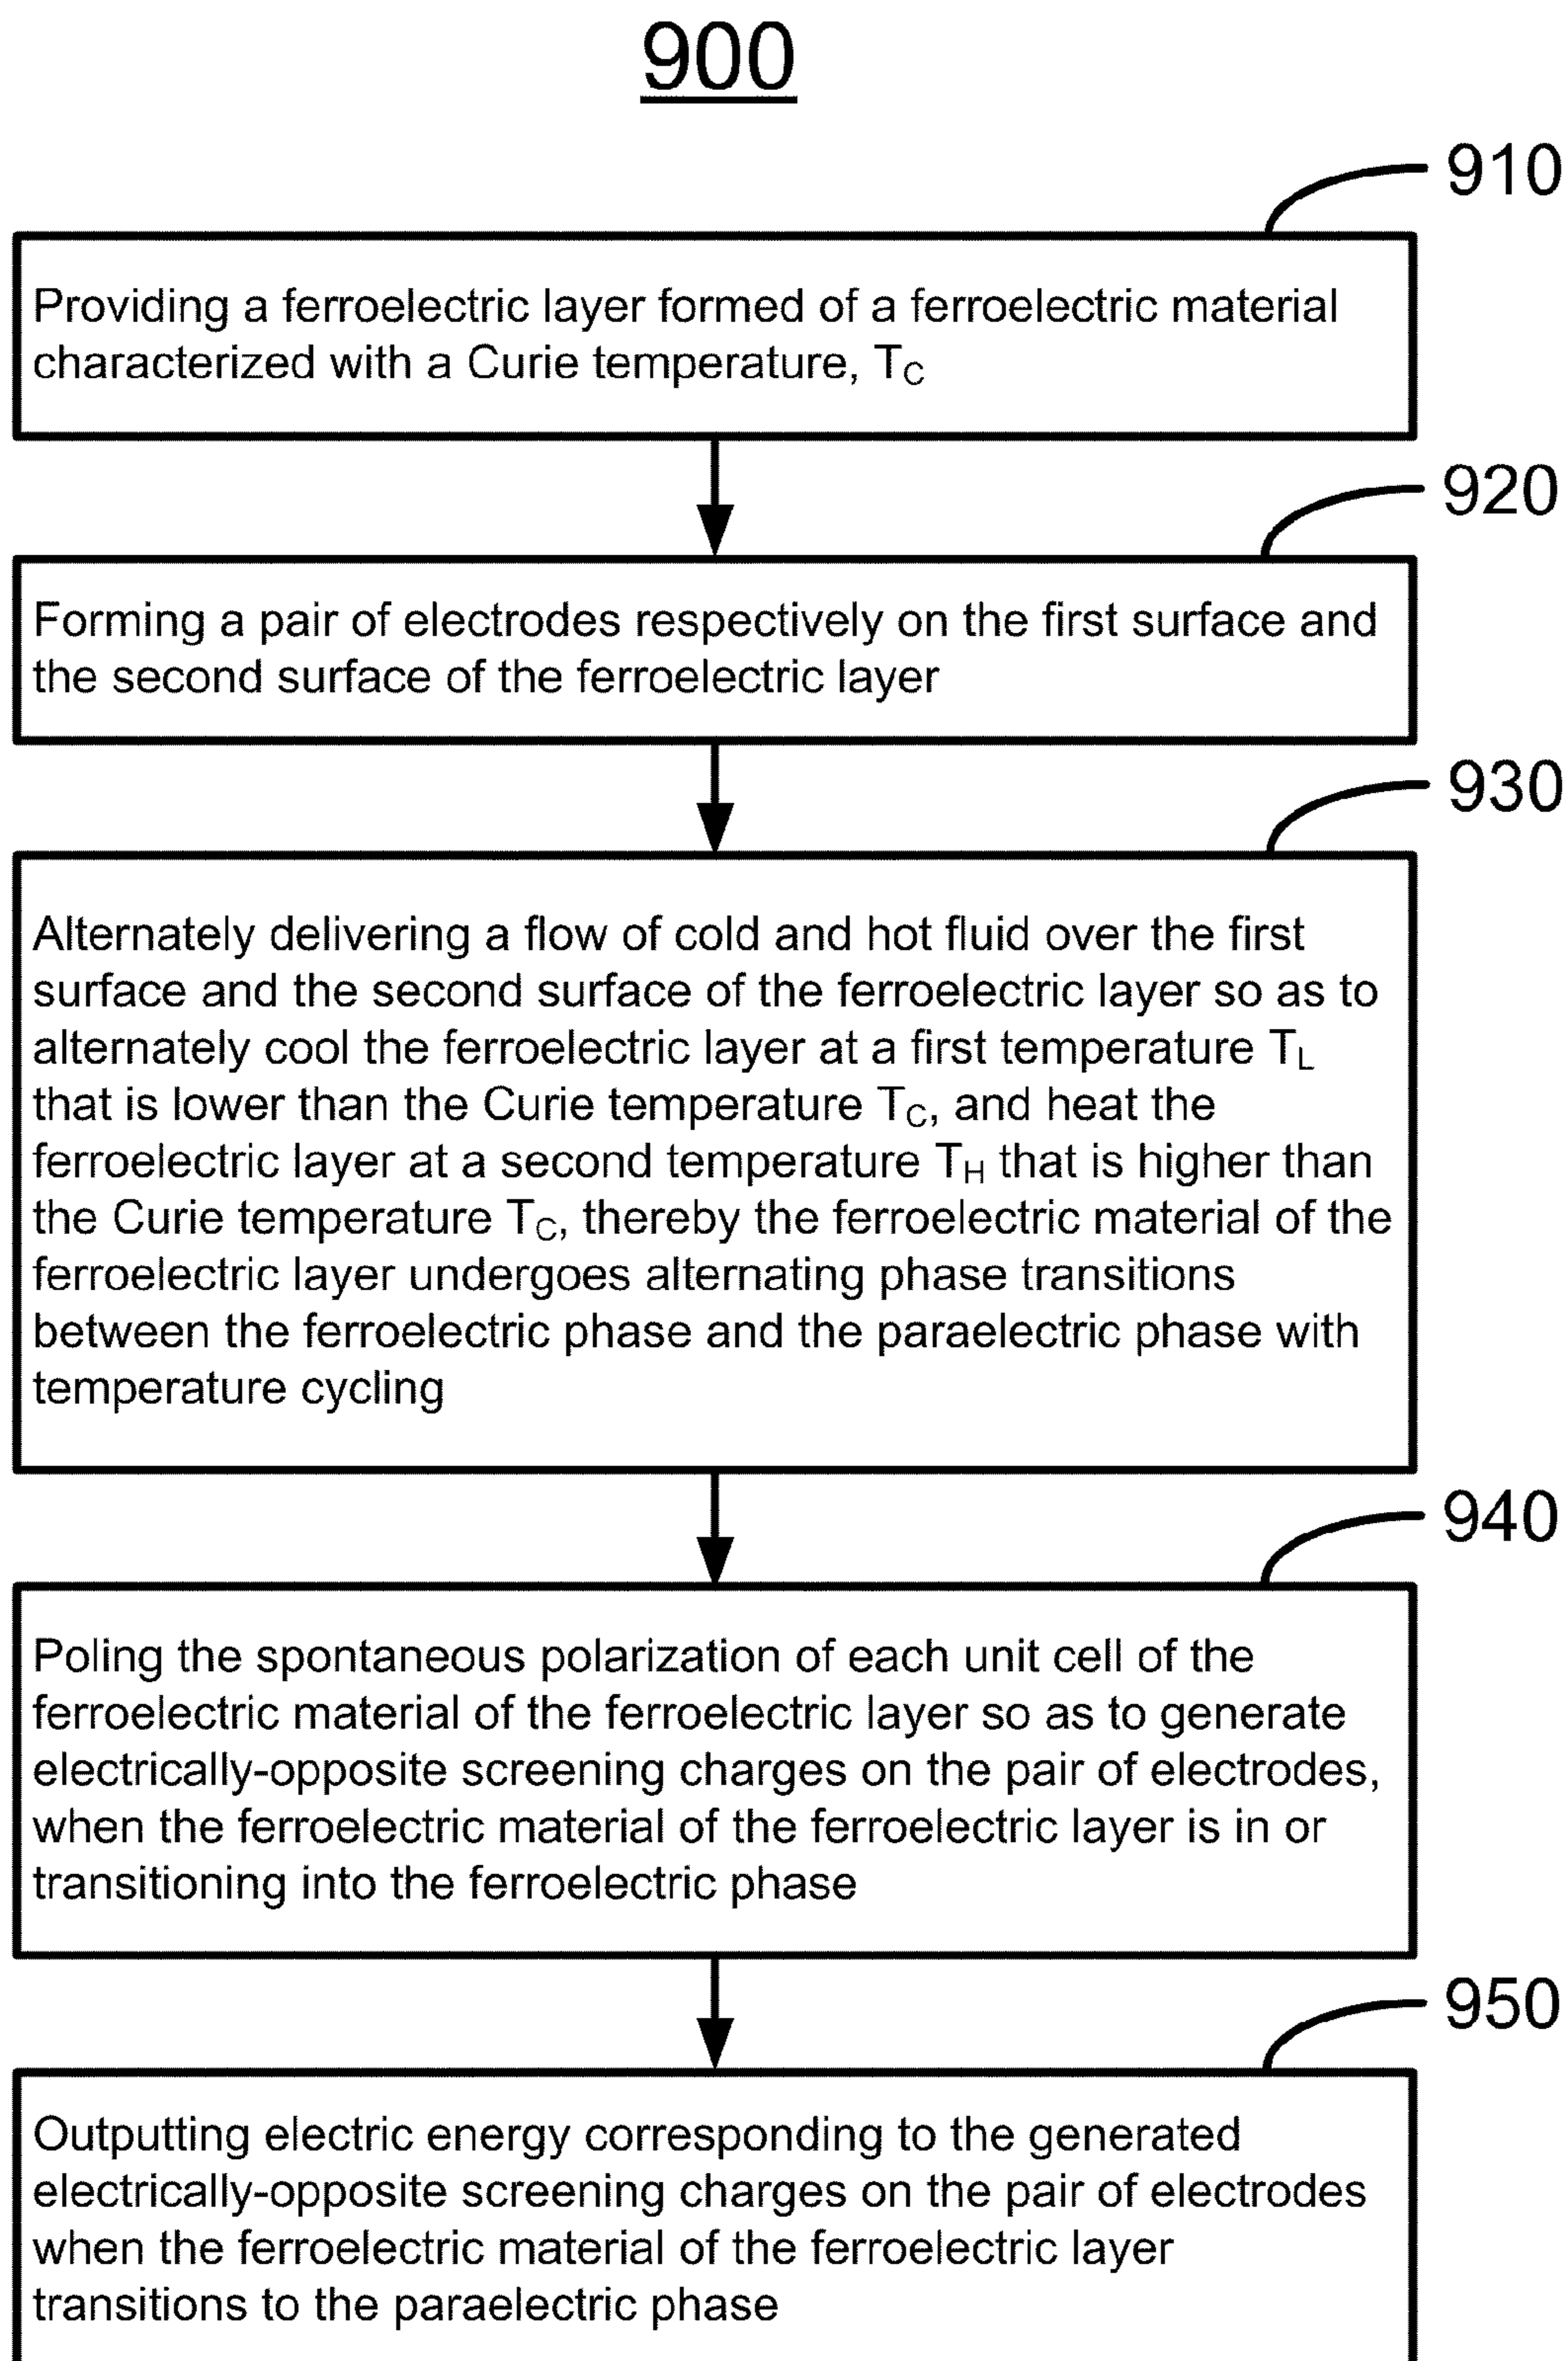 900
910
Providing a ferroelectric layer formed of a ferroelectric material
characterized with a Curie temperature, TC
920
Forming a pair of electrodes respectively on the first surface and
the second surface of the ferroelectric layer
930
Alternately delivering a flow of cold and hot fluid over the first
surface and the second surface of the ferroelectric layer so as to
alternately cool the ferroelectric layer at a first temperature TL
that is lower than the Curie temperature TC, and heat the
ferroelectric layer at a second temperature TH that is higher than
the Curie temperature TC, thereby the ferroelectric material of the
ferroelectric layer undergoes alternating phase transitions
between the ferroelectric phase and the paraelectric phase with
temperature cycling
940
Poling the spontaneous polarization of each unit cell of the
ferroelectric material of the ferroelectric layer so as to generate
electrically-opposite screening charges on the pair of electrodes,
when the ferroelectric material of the ferroelectric layer is in or
transitioning into the ferroelectric phase
950
Outputting electric energy corresponding to the generated
electrically-opposite screening charges on the pair of electrodes
when the ferroelectric material of the ferroelectric layer
transitions to the paraelectric phase